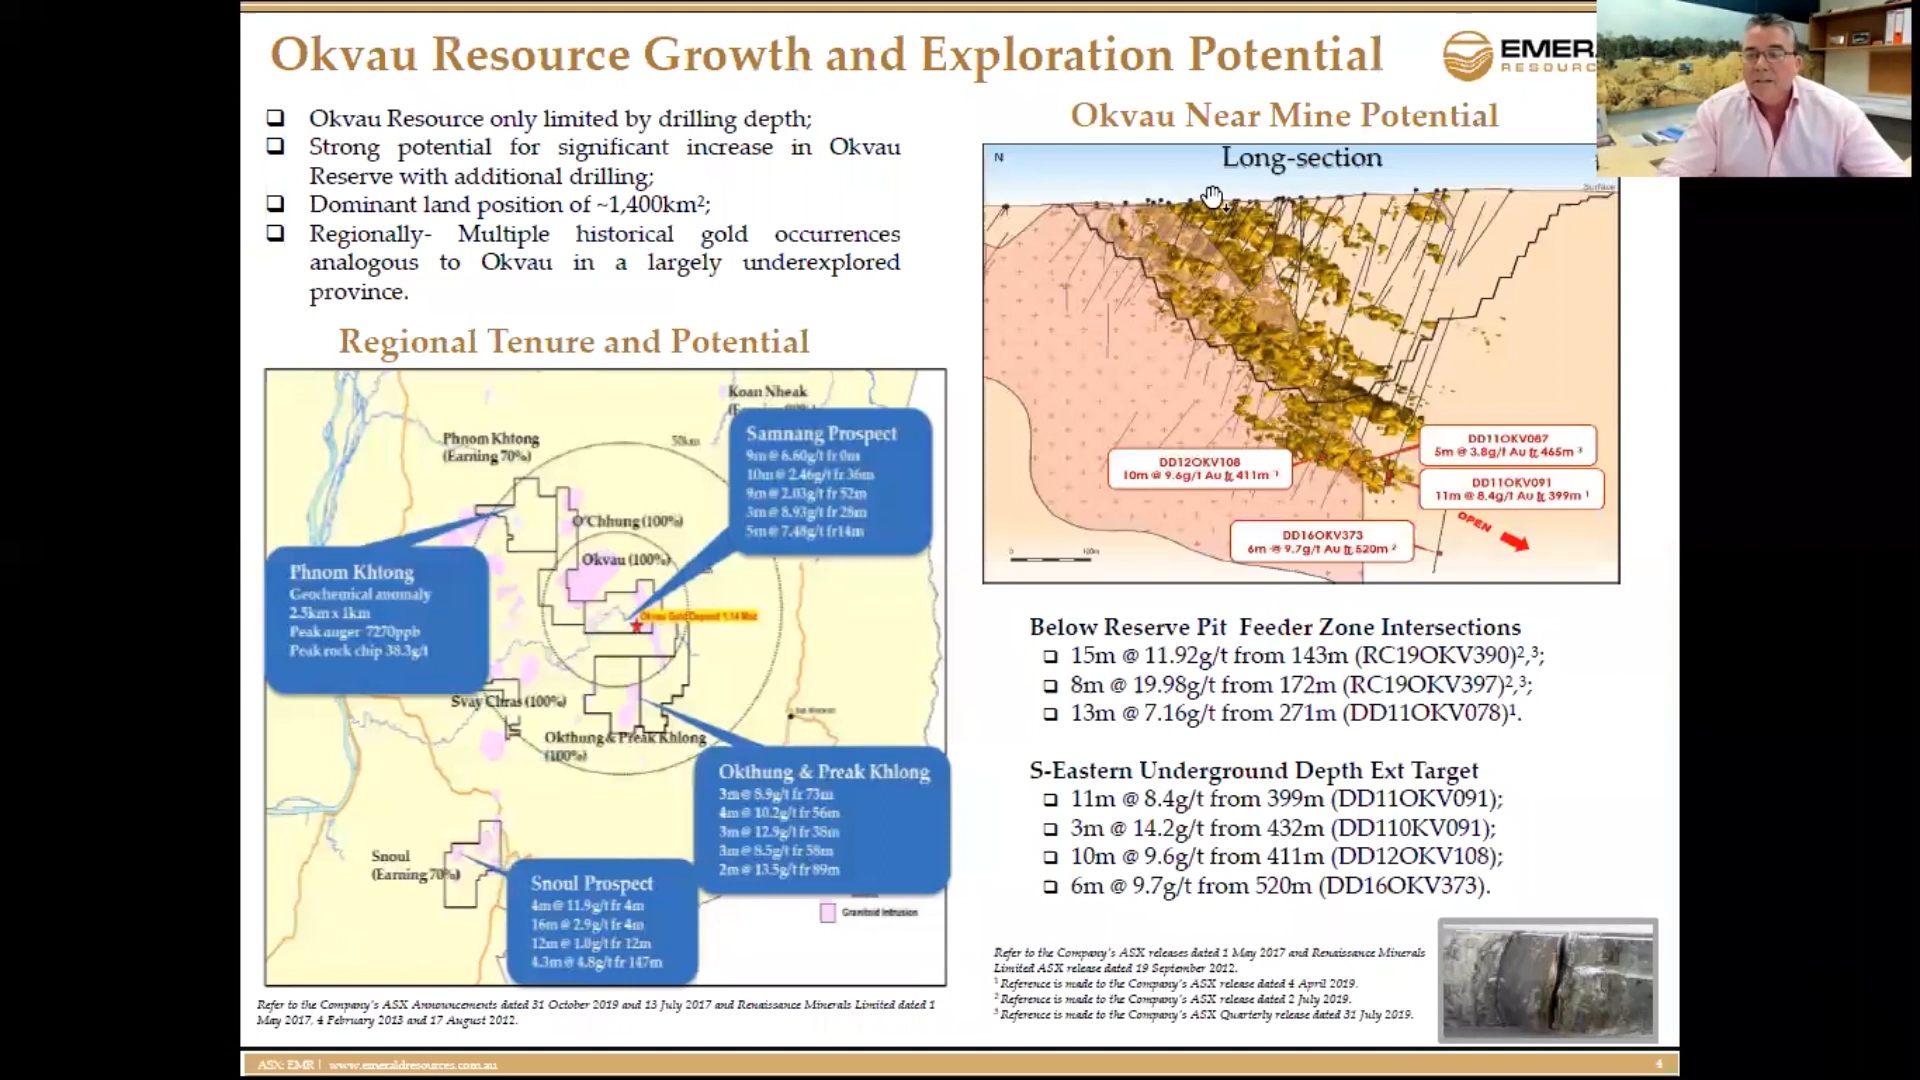 Okvau Resource Growth and Exploration Potential
EMER
RESOURC
❑ Okvau Resource only limited by drilling depth;
❑ Strong potential for significant increase in Okvau
Reserve with additional drilling;
❑ Dominant land position of ~1,400km²;
❑ Regionally- Multiple historical gold occurrences
analogous to Okvau in a largely underexplored
province.
Regional Tenure and Potential
Koan Nheak
Phnom Khtong
(Earning 70%)
50km
Samnang Prospect
9m @ 6.60g/t fr 0m
10m @ 2.46g/t fr 36m
9m @ 2.03g/t fr 52m
3m @ 8.93g/t fr 28m
5m @ 7.48g/t fr14m
O'Chhung (100%)
Okvau (100%)
Okvau Gold Deposit 1.14 Moz
Phnom Khtong
Geochemical anomaly
2.5km x 1km
Peak auger 7270ppb
Peak rock chip 38.3g/t
Svay Chras (100%)
Okthung & Preak Khlong
(100%)
Okthung & Preak Khlong
3m @ 8.9g/t fr 73m
4m @ 10.2g/t fr 56m
3m @ 12.9g/t fr 38m
3m @ 8.5g/t fr 58m
2m @ 13.5g/t fr 89m
Snoul
(Earning 70%)
Snoul Prospect
4m @ 11.9g/t fr 4m
16m @ 2.9g/t fr 4m
12m @ 1.0g/t fr 12m
4.3m @ 4.8g/t fr 147m
Granitoid Intrusion
Refer to the Company's ASX Announcements dated 31 October 2019 and 13 July 2017 and Renaissance Minerals Limited dated 1
May 2017, 4 February 2013 and 17 August 2012.
Okvau Near Mine Potential
Long-section
N
Surface
DD11OKV087
5m @ 3.8g/t Au fr 465m ³
DD12OKV108
10m @ 9.6g/t Au fr 411m ¹
DD11OKV091
11m @ 8.4g/t Au fr 399m ¹
OPEN
DD16OKV373
6m @ 9.7g/t Au fr 520m ²
0 100m
Below Reserve Pit Feeder Zone Intersections
❑ 15m @ 11.92g/t from 143m (RC19OKV390)²,³;
❑ 8m @ 19.98g/t from 172m (RC19OKV397)²,³;
❑ 13m @ 7.16g/t from 271m (DD11OKV078)¹.
S-Eastern Underground Depth Ext Target
❑ 11m @ 8.4g/t from 399m (DD11OKV091);
❑ 3m @ 14.2g/t from 432m (DD110KV091);
❑ 10m @ 9.6g/t from 411m (DD12OKV108);
❑ 6m @ 9.7g/t from 520m (DD16OKV373).
Refer to the Company's ASX releases dated 1 May 2017 and Renaissance Minerals
Limited ASX release dated 19 September 2012.
¹ Reference is made to the Company's ASX release dated 4 April 2019.
² Reference is made to the Company's ASX release dated 2 July 2019.
³ Reference is made to the Company's ASX Quarterly release dated 31 July 2019.
ASX: EMR | www.emeraldresources.com.au
4